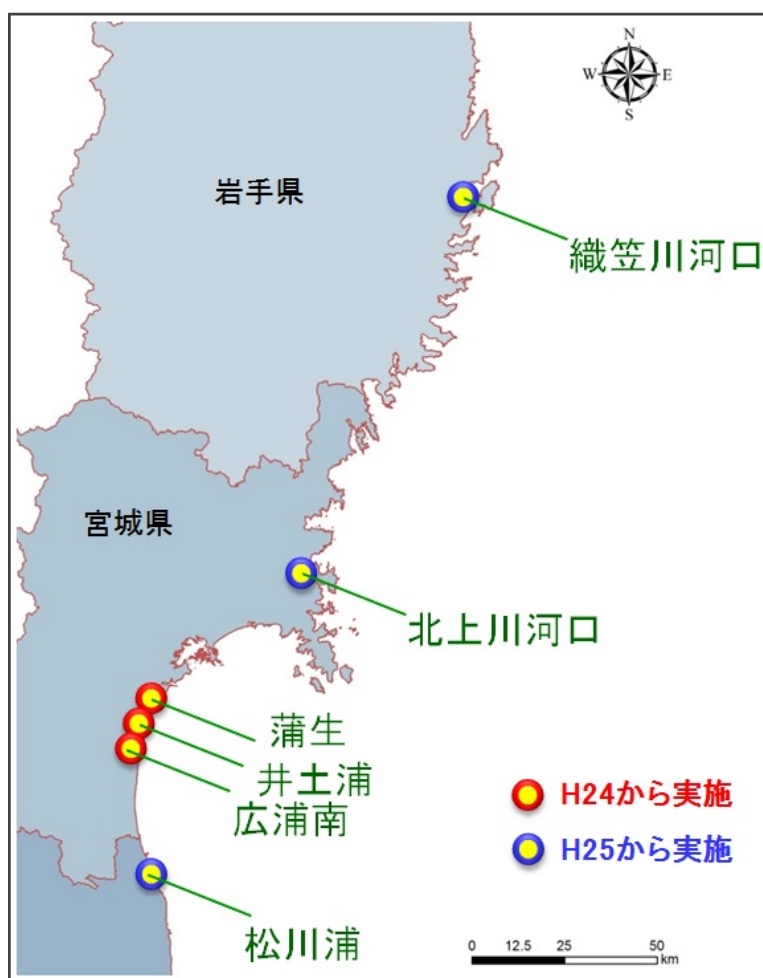 N
W E
S
岩手県
織笠川河口
宮城県
北上川河口
蒲生
井土浦
広浦南
H24から実施
H25から実施
松川浦
0 12.5 25 50
km